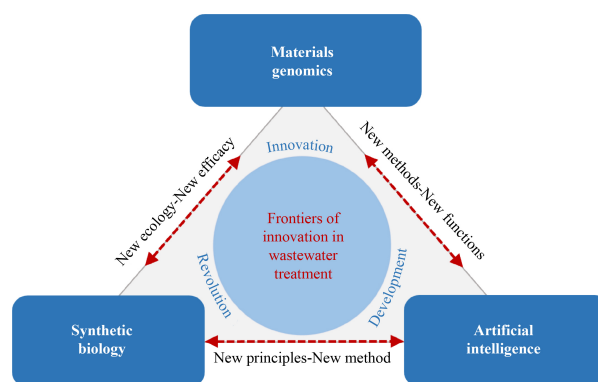 Materials
genomics
New ecology-New efficacy
Innovation
New methods-New functions
Frontiers of
innovation in
wastewater
treatment
Revolution
Development
Synthetic
biology
New principles-New method
Artificial
intelligence